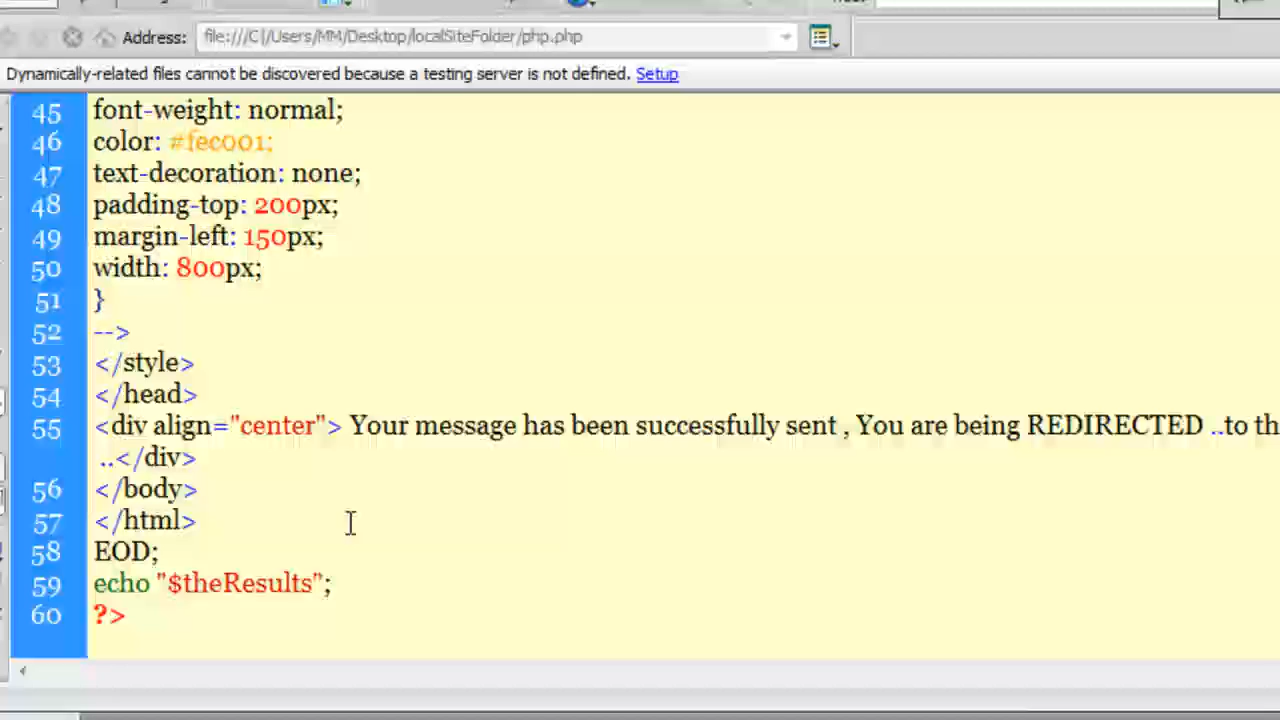 Address: file:///C|/Users/MM/Desktop/localSiteFolder/php.php
Dynamically-related files cannot be discovered because a testing server is not defined. Setup
45 font-weight: normal;
46 color: #fec001;
47 text-decoration: none;
48 padding-top: 200px;
49 margin-left: 150px;
50 width: 800px;
51 }
52 -->
53 </style>
54 </head>
55 <div align="center"> Your message has been successfully sent , You are being REDIRECTED ..to th
..</div>
56 </body>
57 </html>
58 EOD;
59 echo "$theResults";
60 ?>